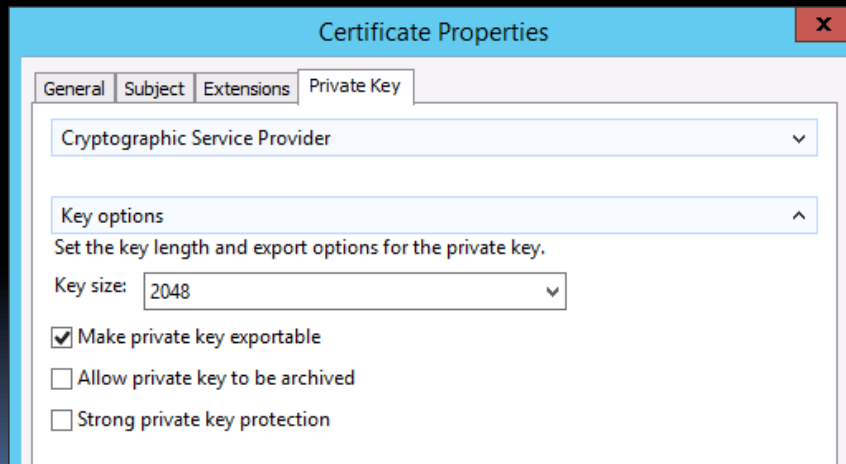 Certificate Properties
x
General Subject Extensions Private Key
Cryptographic Service Provider
Key options
Set the key length and export options for the private key.
Key size: 2048
Make private key exportable
Allow private key to be archived
Strong private key protection